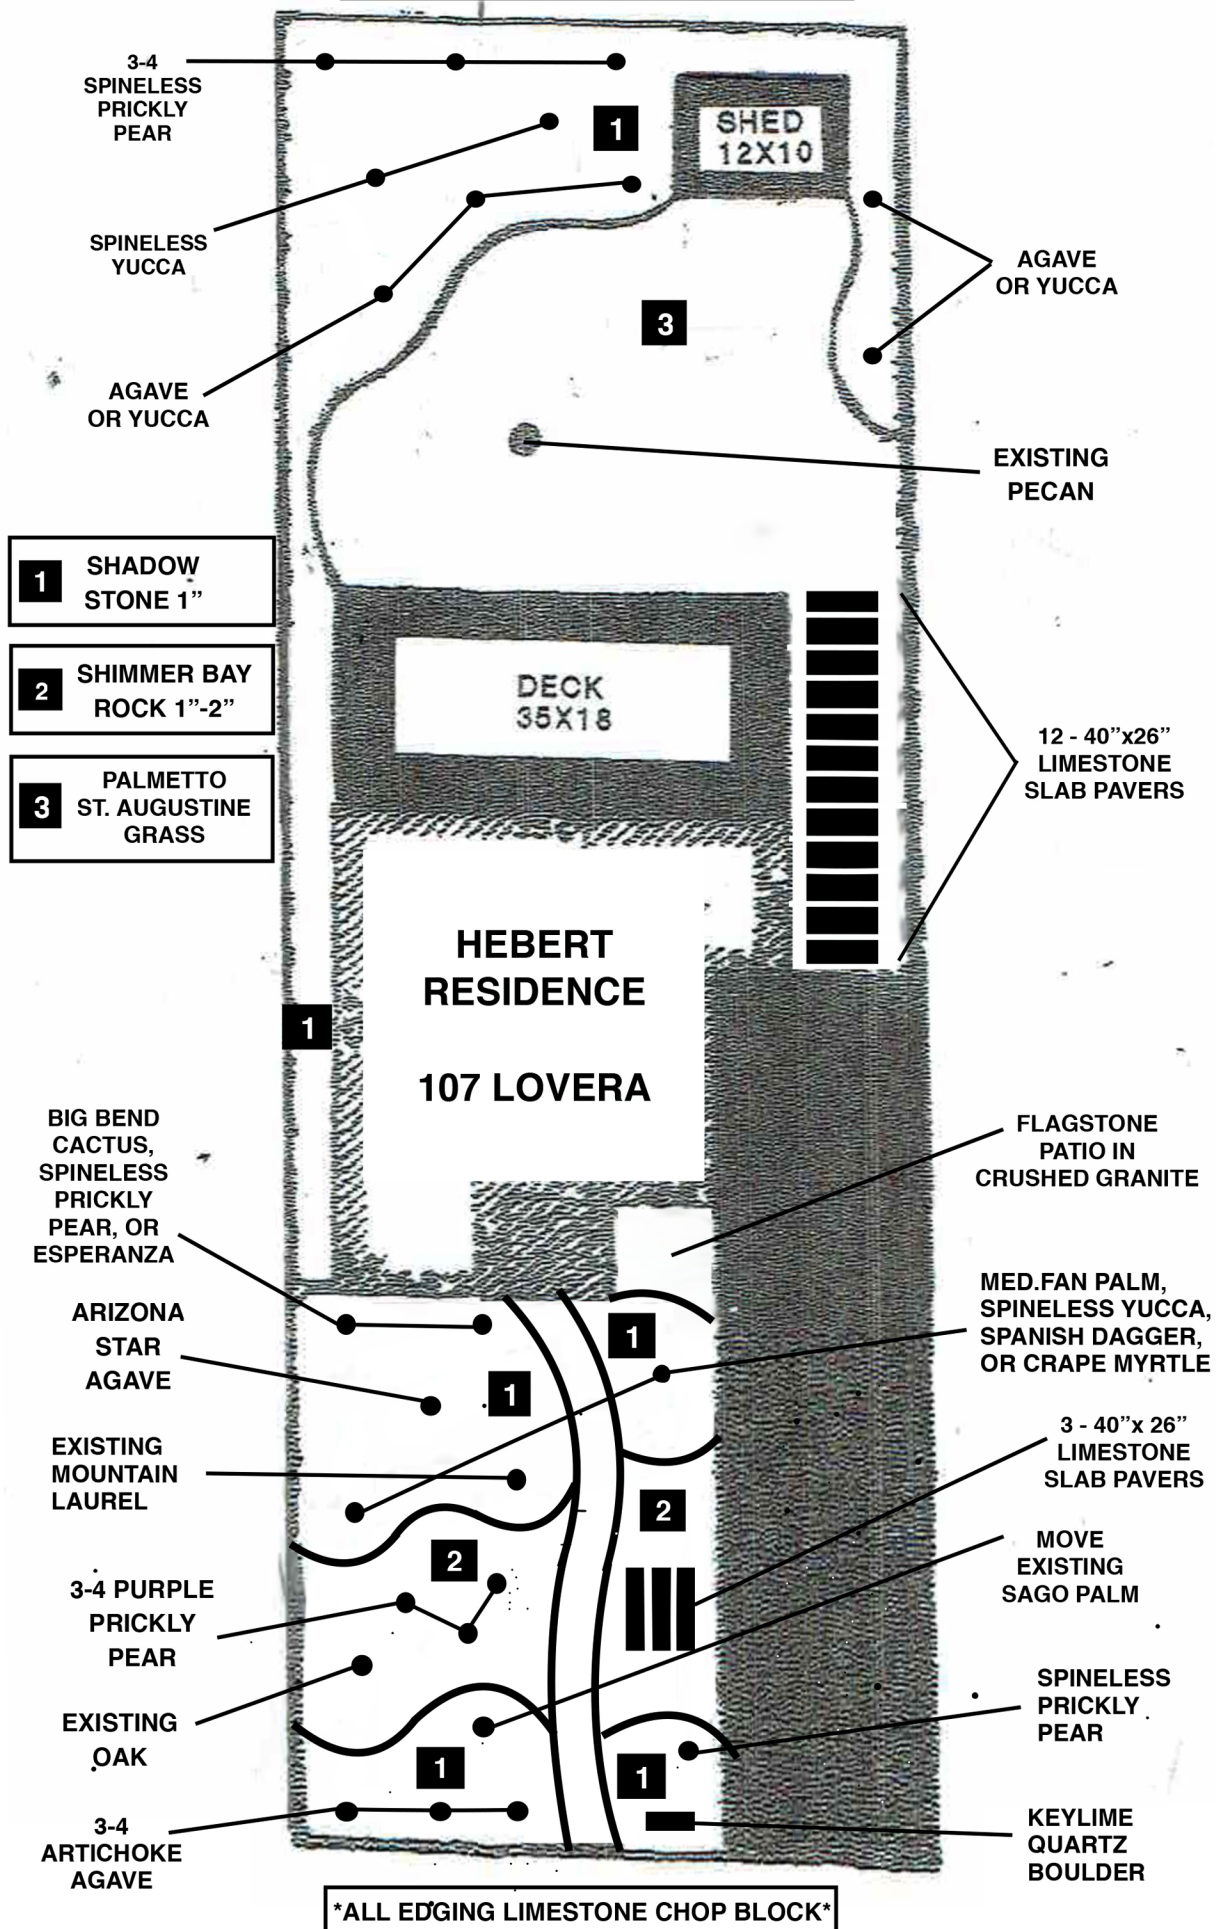 3-4
SPINELESS
PRICKLY
PEAR
1
SHED
12X10
SPINELESS
YUCCA
AGAVE
OR YUCCA
3
AGAVE
OR YUCCA
EXISTING
PECAN
1
SHADOW
STONE 1”
2
SHIMMER BAY
ROCK 1”-2”
3
PALMETTO
ST. AUGUSTINE
GRASS
DECK
35X18
12 - 40”x26”
LIMESTONE
SLAB PAVERS
HEBERT
RESIDENCE
107 LOVERA
1
BIG BEND
CACTUS,
SPINELESS
PRICKLY
PEAR, OR
ESPERANZA
FLAGSTONE
PATIO IN
CRUSHED GRANITE
ARIZONA
STAR
AGAVE
1
1
MED.FAN PALM,
SPINELESS YUCCA,
SPANISH DAGGER,
OR CRAPE MYRTLE
EXISTING
MOUNTAIN
LAUREL
3 - 40”x 26”
LIMESTONE
SLAB PAVERS
2
2
MOVE
EXISTING
SAGO PALM
3-4 PURPLE
PRICKLY
PEAR
EXISTING
OAK
SPINELESS
PRICKLY
PEAR
1
1
3-4
ARTICHOKE
AGAVE
KEYLIME
QUARTZ
BOULDER
*ALL EDGING LIMESTONE CHOP BLOCK*